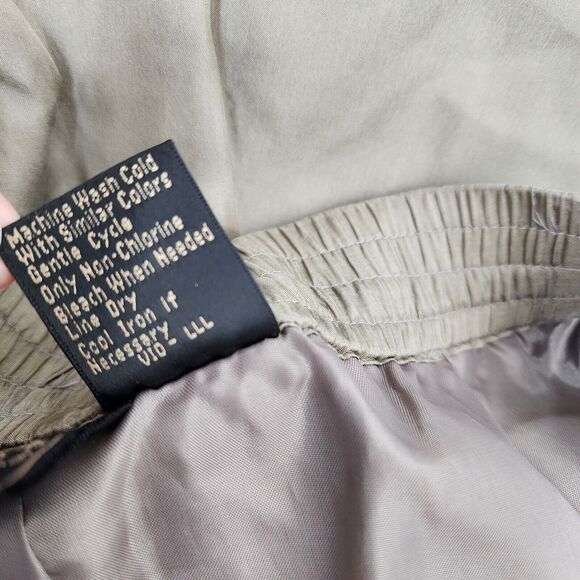 Machine Wash Cold
With Similar Colors
Gentle Cycle
Only Non-Chlorine
Bleach When Needed
Line Dry
Cool Iron if
Necessary
VIO- LLL